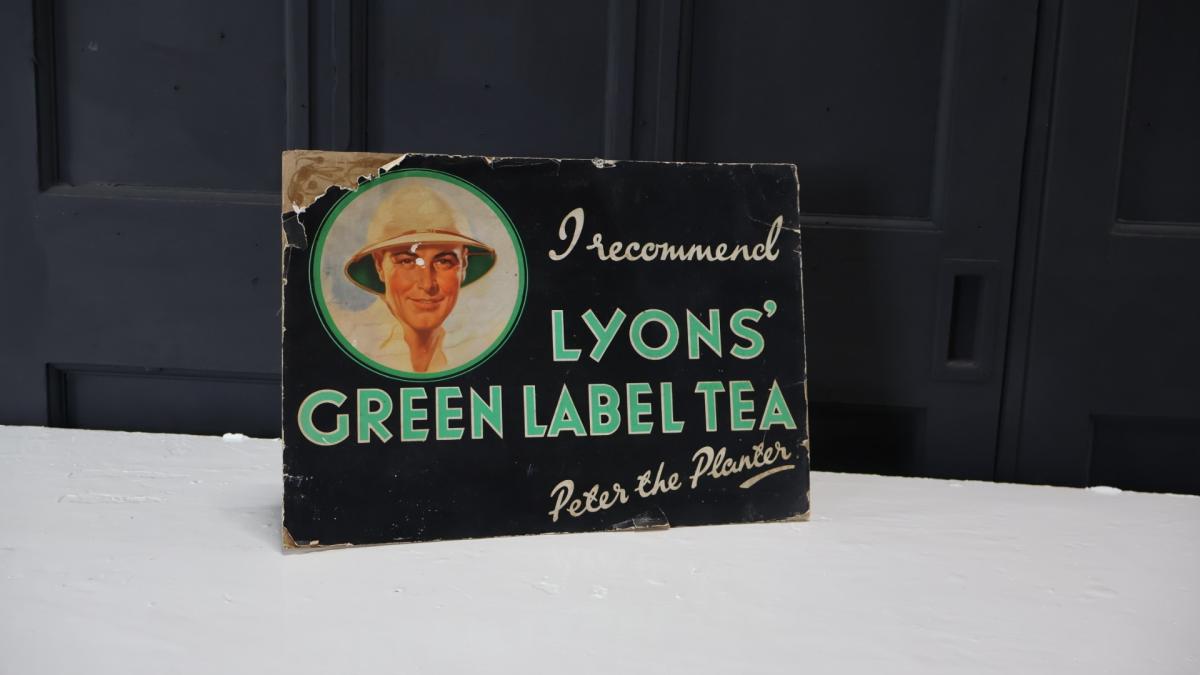 I recommend
LYONS'
GREEN LABEL TEA
Peter the Planter